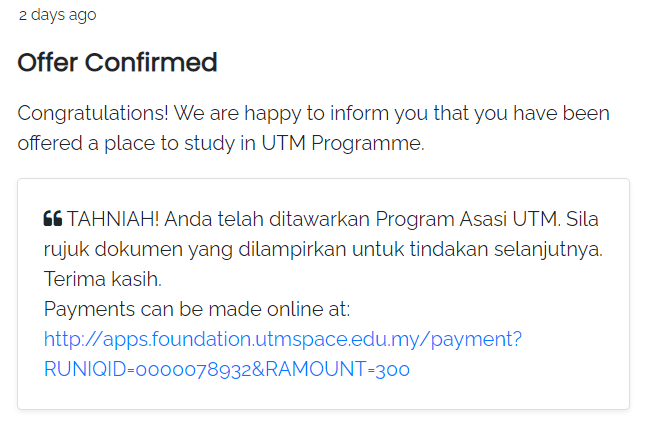 2 days ago
Offer Confirmed
Congratulations! We are happy to inform you that you have been
offered a place to study in UTM Programme.
❝ TAHNIAH! Anda telah ditawarkan Program Asasi UTM. Sila
rujuk dokumen yang dilampirkan untuk tindakan selanjutnya.
Terima kasih.
Payments can be made online at:
http://apps.foundation.utmspace.edu.my/payment?
RUNIQID=0000078932&RAMOUNT=300